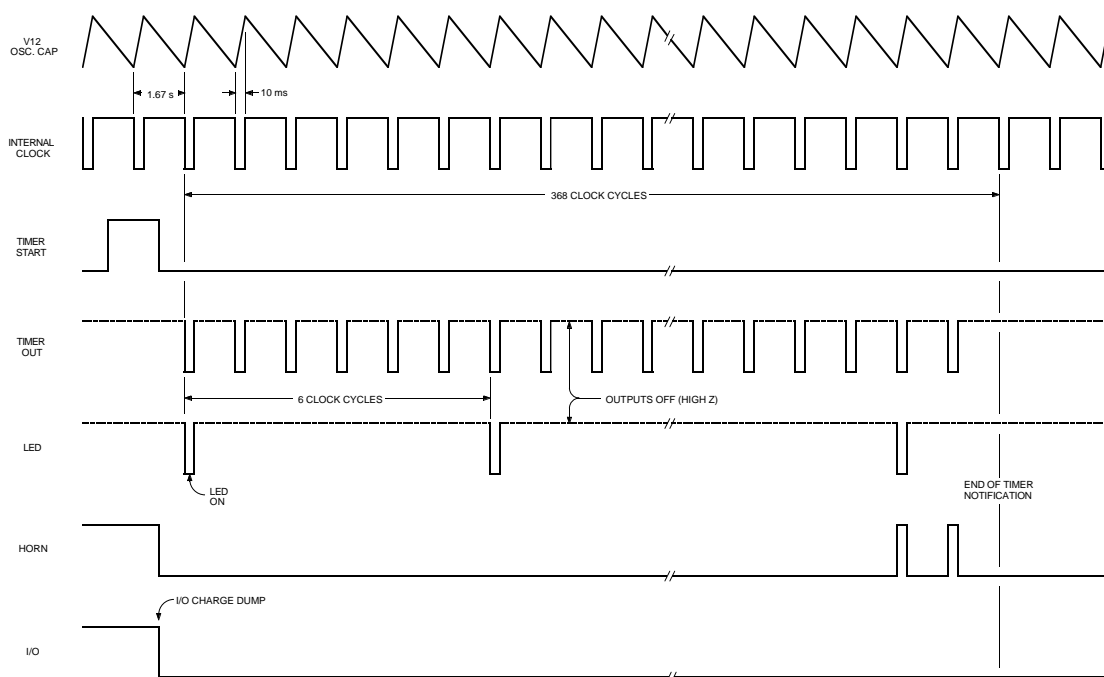 V12
OSC. CAP
1.67 s
10 ms
INTERNAL
CLOCK
368 CLOCK CYCLES
TIMER
START
TIMER
OUT
6 CLOCK CYCLES
OUTPUTS OFF (HIGH Z)
LED
LED
ON
END OF TIMER
NOTIFICATION
HORN
I/O CHARGE DUMP
I/O